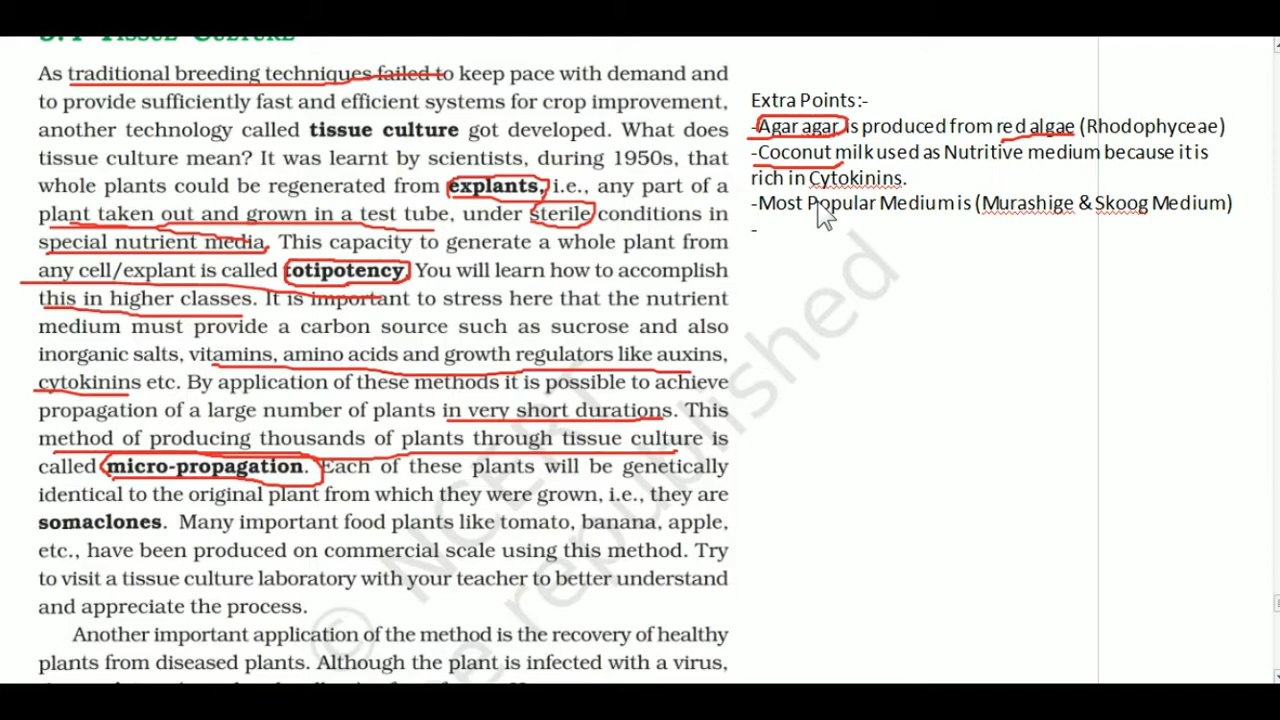 As traditional breeding techniques failed to keep pace with demand and
to provide sufficiently fast and efficient systems for crop improvement,
another technology called tissue culture got developed. What does
tissue culture mean? It was learnt by scientists, during 1950s, that
whole plants could be regenerated from explants, i.e., any part of a
plant taken out and grown in a test tube, under sterile conditions in
special nutrient media. This capacity to generate a whole plant from
any cell/explant is called totipotency. You will learn how to accomplish
this in higher classes. It is important to stress here that the nutrient
medium must provide a carbon source such as sucrose and also
inorganic salts, vitamins, amino acids and growth regulators like auxins,
cytokinins etc. By application of these methods it is possible to achieve
propagation of a large number of plants in very short durations. This
method of producing thousands of plants through tissue culture is
called micro-propagation. Each of these plants will be genetically
identical to the original plant from which they were grown, i.e., they are
somaclones. Many important food plants like tomato, banana, apple,
etc., have been produced on commercial scale using this method. Try
to visit a tissue culture laboratory with your teacher to better understand
and appreciate the process.
Another important application of the method is the recovery of healthy
plants from diseased plants. Although the plant is infected with a virus,
Extra Points:-
-Agar agar is produced from red algae (Rhodophyceae)
-Coconut milk used as Nutritive medium because it is
rich in Cytokinins.
-Most Popular Medium is (Murashige & Skoog Medium)
-
© NCERT
be republished